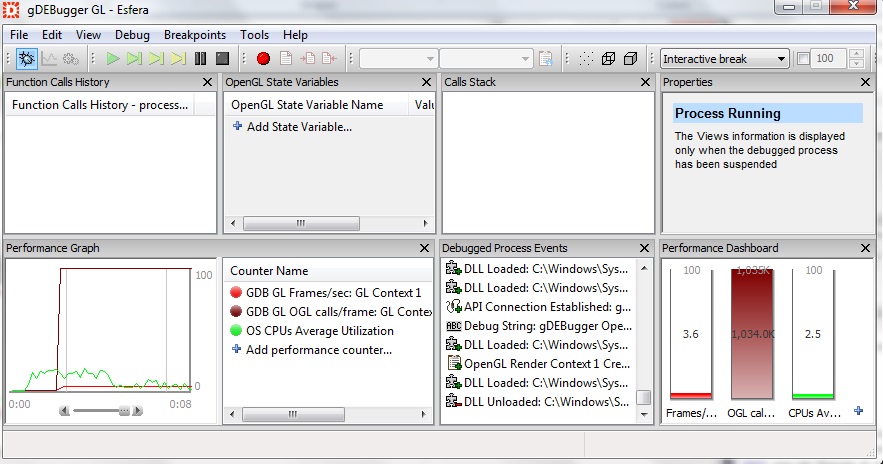 gDEBugger GL - Esfera
File Edit View Debug Breakpoints Tools Help
Interactive break 100
Function Calls History
Function Calls History - process...
OpenGL State Variables
OpenGL State Variable Name Valu
Add State Variable...
Calls Stack
Properties
Process Running
The Views information is displayed
only when the debugged process
has been suspended
Performance Graph
100
0
0:00 0:08
Counter Name
GDB GL Frames/sec: GL Context 1
GDB GL OGL calls/frame: GL Contex
OS CPUs Average Utilization
Add performance counter...
Debugged Process Events
DLL Loaded: C:\Windows\Sys...
DLL Loaded: C:\Windows\Sys...
API Connection Established: g...
ABC Debug String: gDEBugger Ope...
DLL Loaded: C:\Windows\Sys...
OpenGL Render Context 1 Cre...
DLL Loaded: C:\Windows\Sys...
DLL Unloaded: C:\Windows\S...
Performance Dashboard
100 1,035K 100
3.6 1,034.0K 2.5
Frames/... OGL cal... CPUs Av...